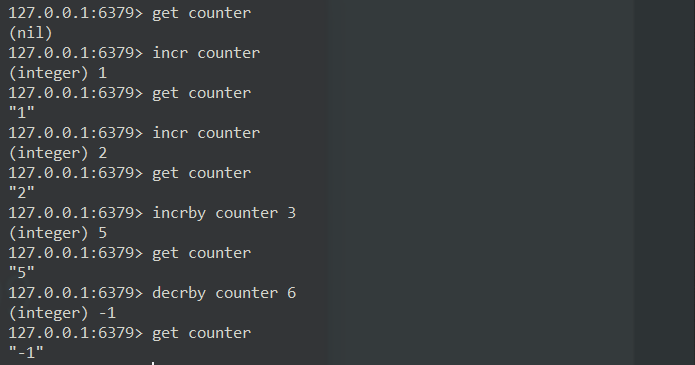 127.0.0.1:6379> get counter
(nil)
127.0.0.1:6379> incr counter
(integer) 1
127.0.0.1:6379> get counter
"1"
127.0.0.1:6379> incr counter
(integer) 2
127.0.0.1:6379> get counter
"2"
127.0.0.1:6379> incrby counter 3
(integer) 5
127.0.0.1:6379> get counter
"5"
127.0.0.1:6379> decrby counter 6
(integer) -1
127.0.0.1:6379> get counter
"-1"